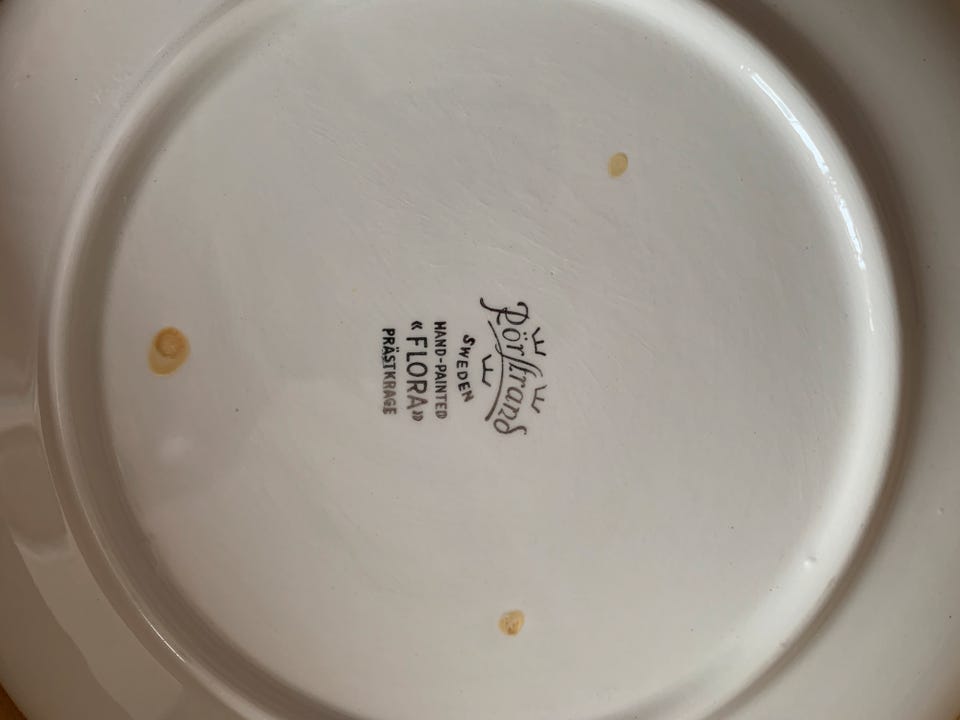 Rörstrand
SWEDEN
HAND-PAINTED
«FLORA»
PRÄSTKRAGE